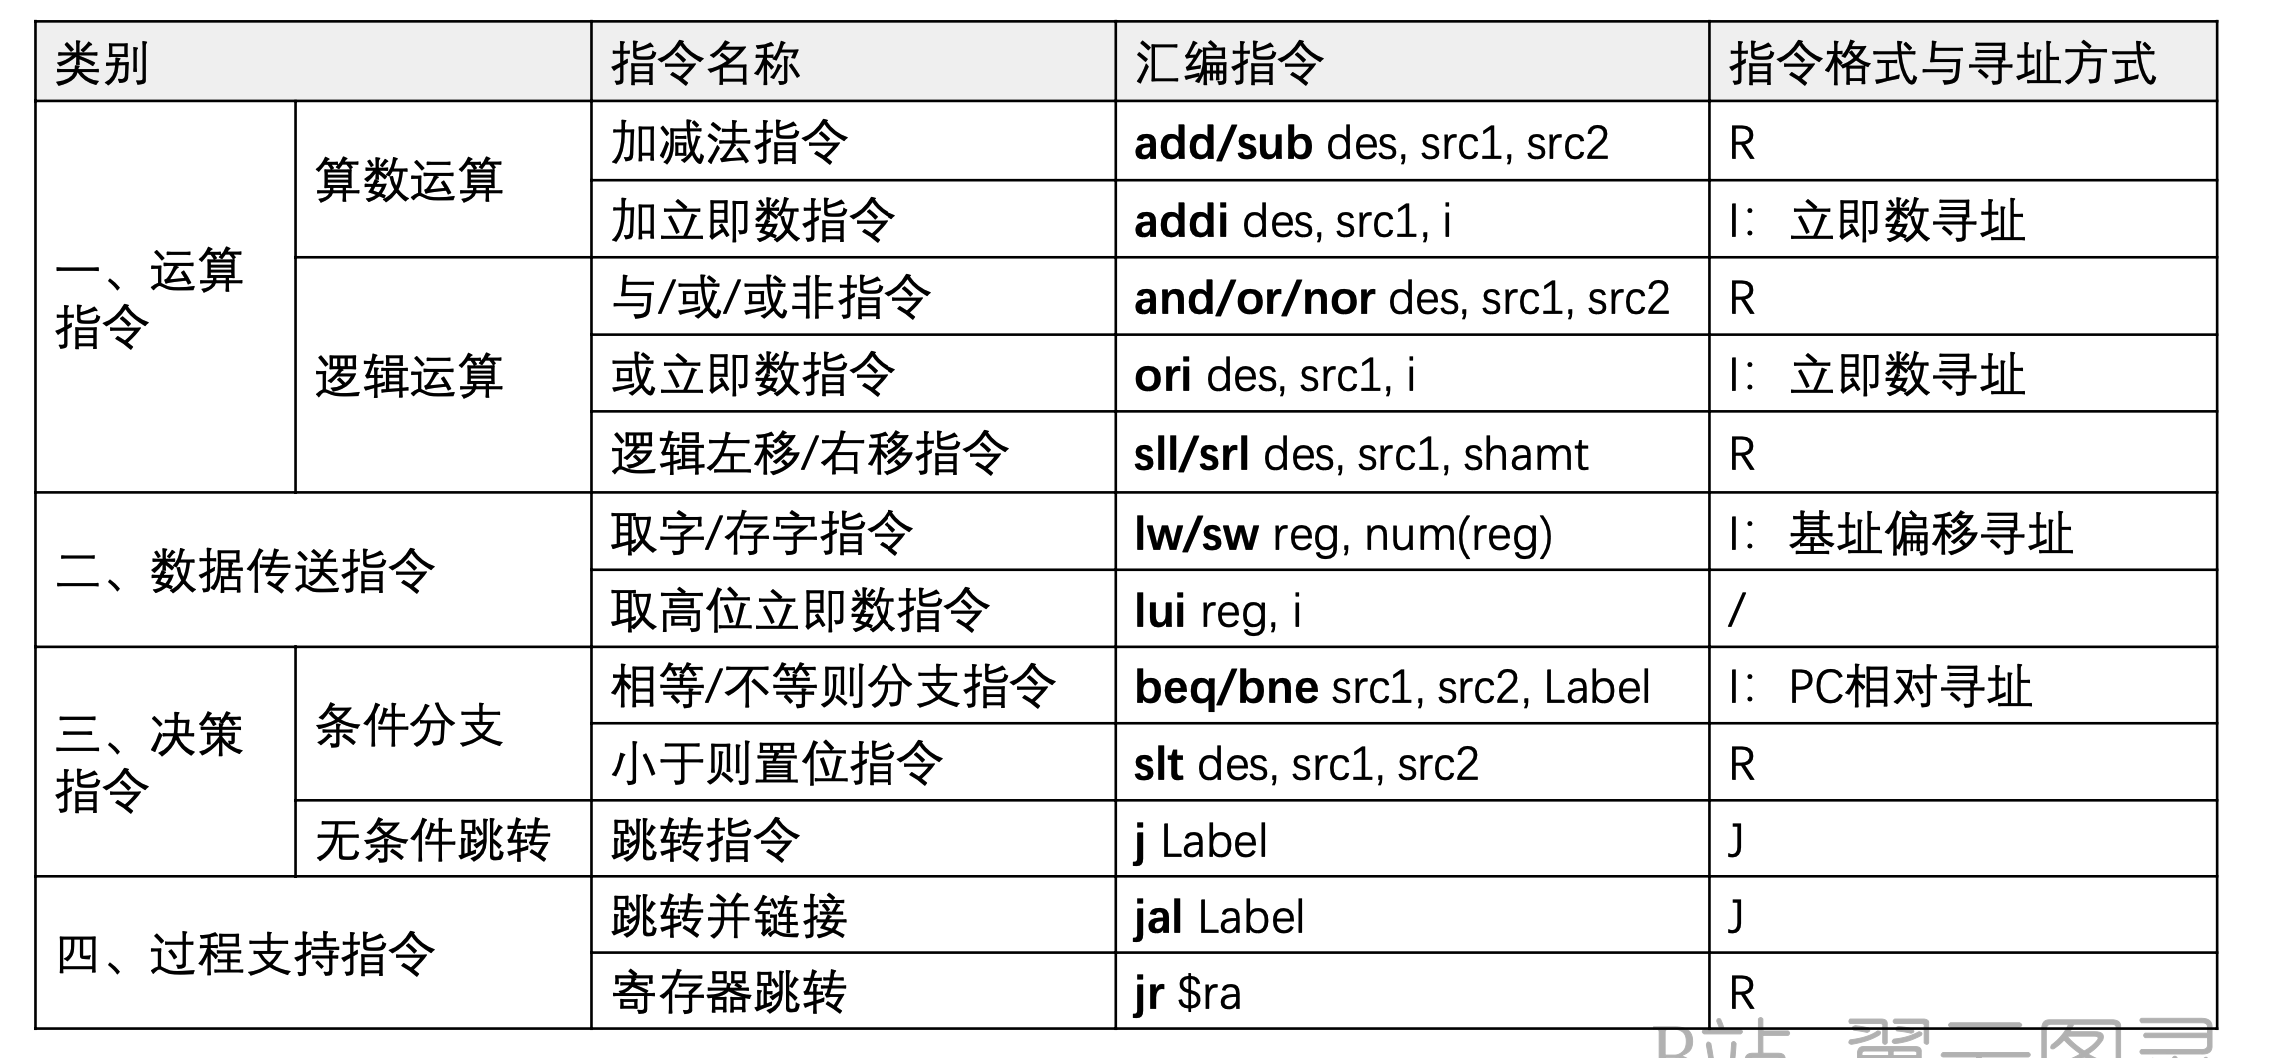 类别 指令名称 汇编指令 指令格式与寻址方式
一、运算
指令
算数运算
加减法指令 add/sub des, src1, src2 R
加立即数指令 addi des, src1, i I：立即数寻址
逻辑运算
与/或/或非指令 and/or/nor des, src1, src2 R
或立即数指令 ori des, src1, i I：立即数寻址
逻辑左移/右移指令 sll/srl des, src1, shamt R
二、数据传送指令
取字/存字指令 lw/sw reg, num(reg) I：基址偏移寻址
取高位立即数指令 lui reg, i /
三、决策
指令
条件分支
相等/不等则分支指令 beq/bne src1, src2, Label I：PC相对寻址
小于则置位指令 slt des, src1, src2 R
无条件跳转 跳转指令 j Label J
四、过程支持指令
跳转并链接 jal Label J
寄存器跳转 jr $ra R
B站